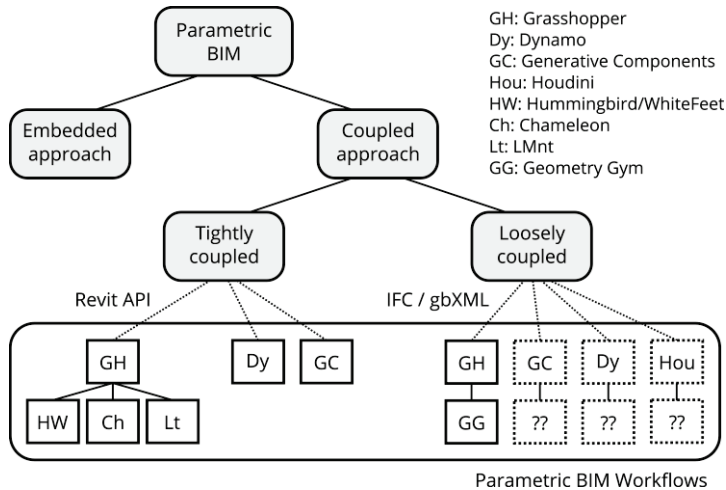 Parametric
BIM
GH: Grasshopper
Dy: Dynamo
GC: Generative Components
Hou: Houdini
HW: Hummingbird/WhiteFeet
Ch: Chameleon
Lt: LMnt
GG: Geometry Gym
Embedded
approach
Coupled
approach
Tightly
coupled
Loosely
coupled
Revit API
IFC / gbXML
GH
Dy
GC
GH
GC
Dy
Hou
HW
Ch
Lt
GG
??
??
??
Parametric BIM Workflows